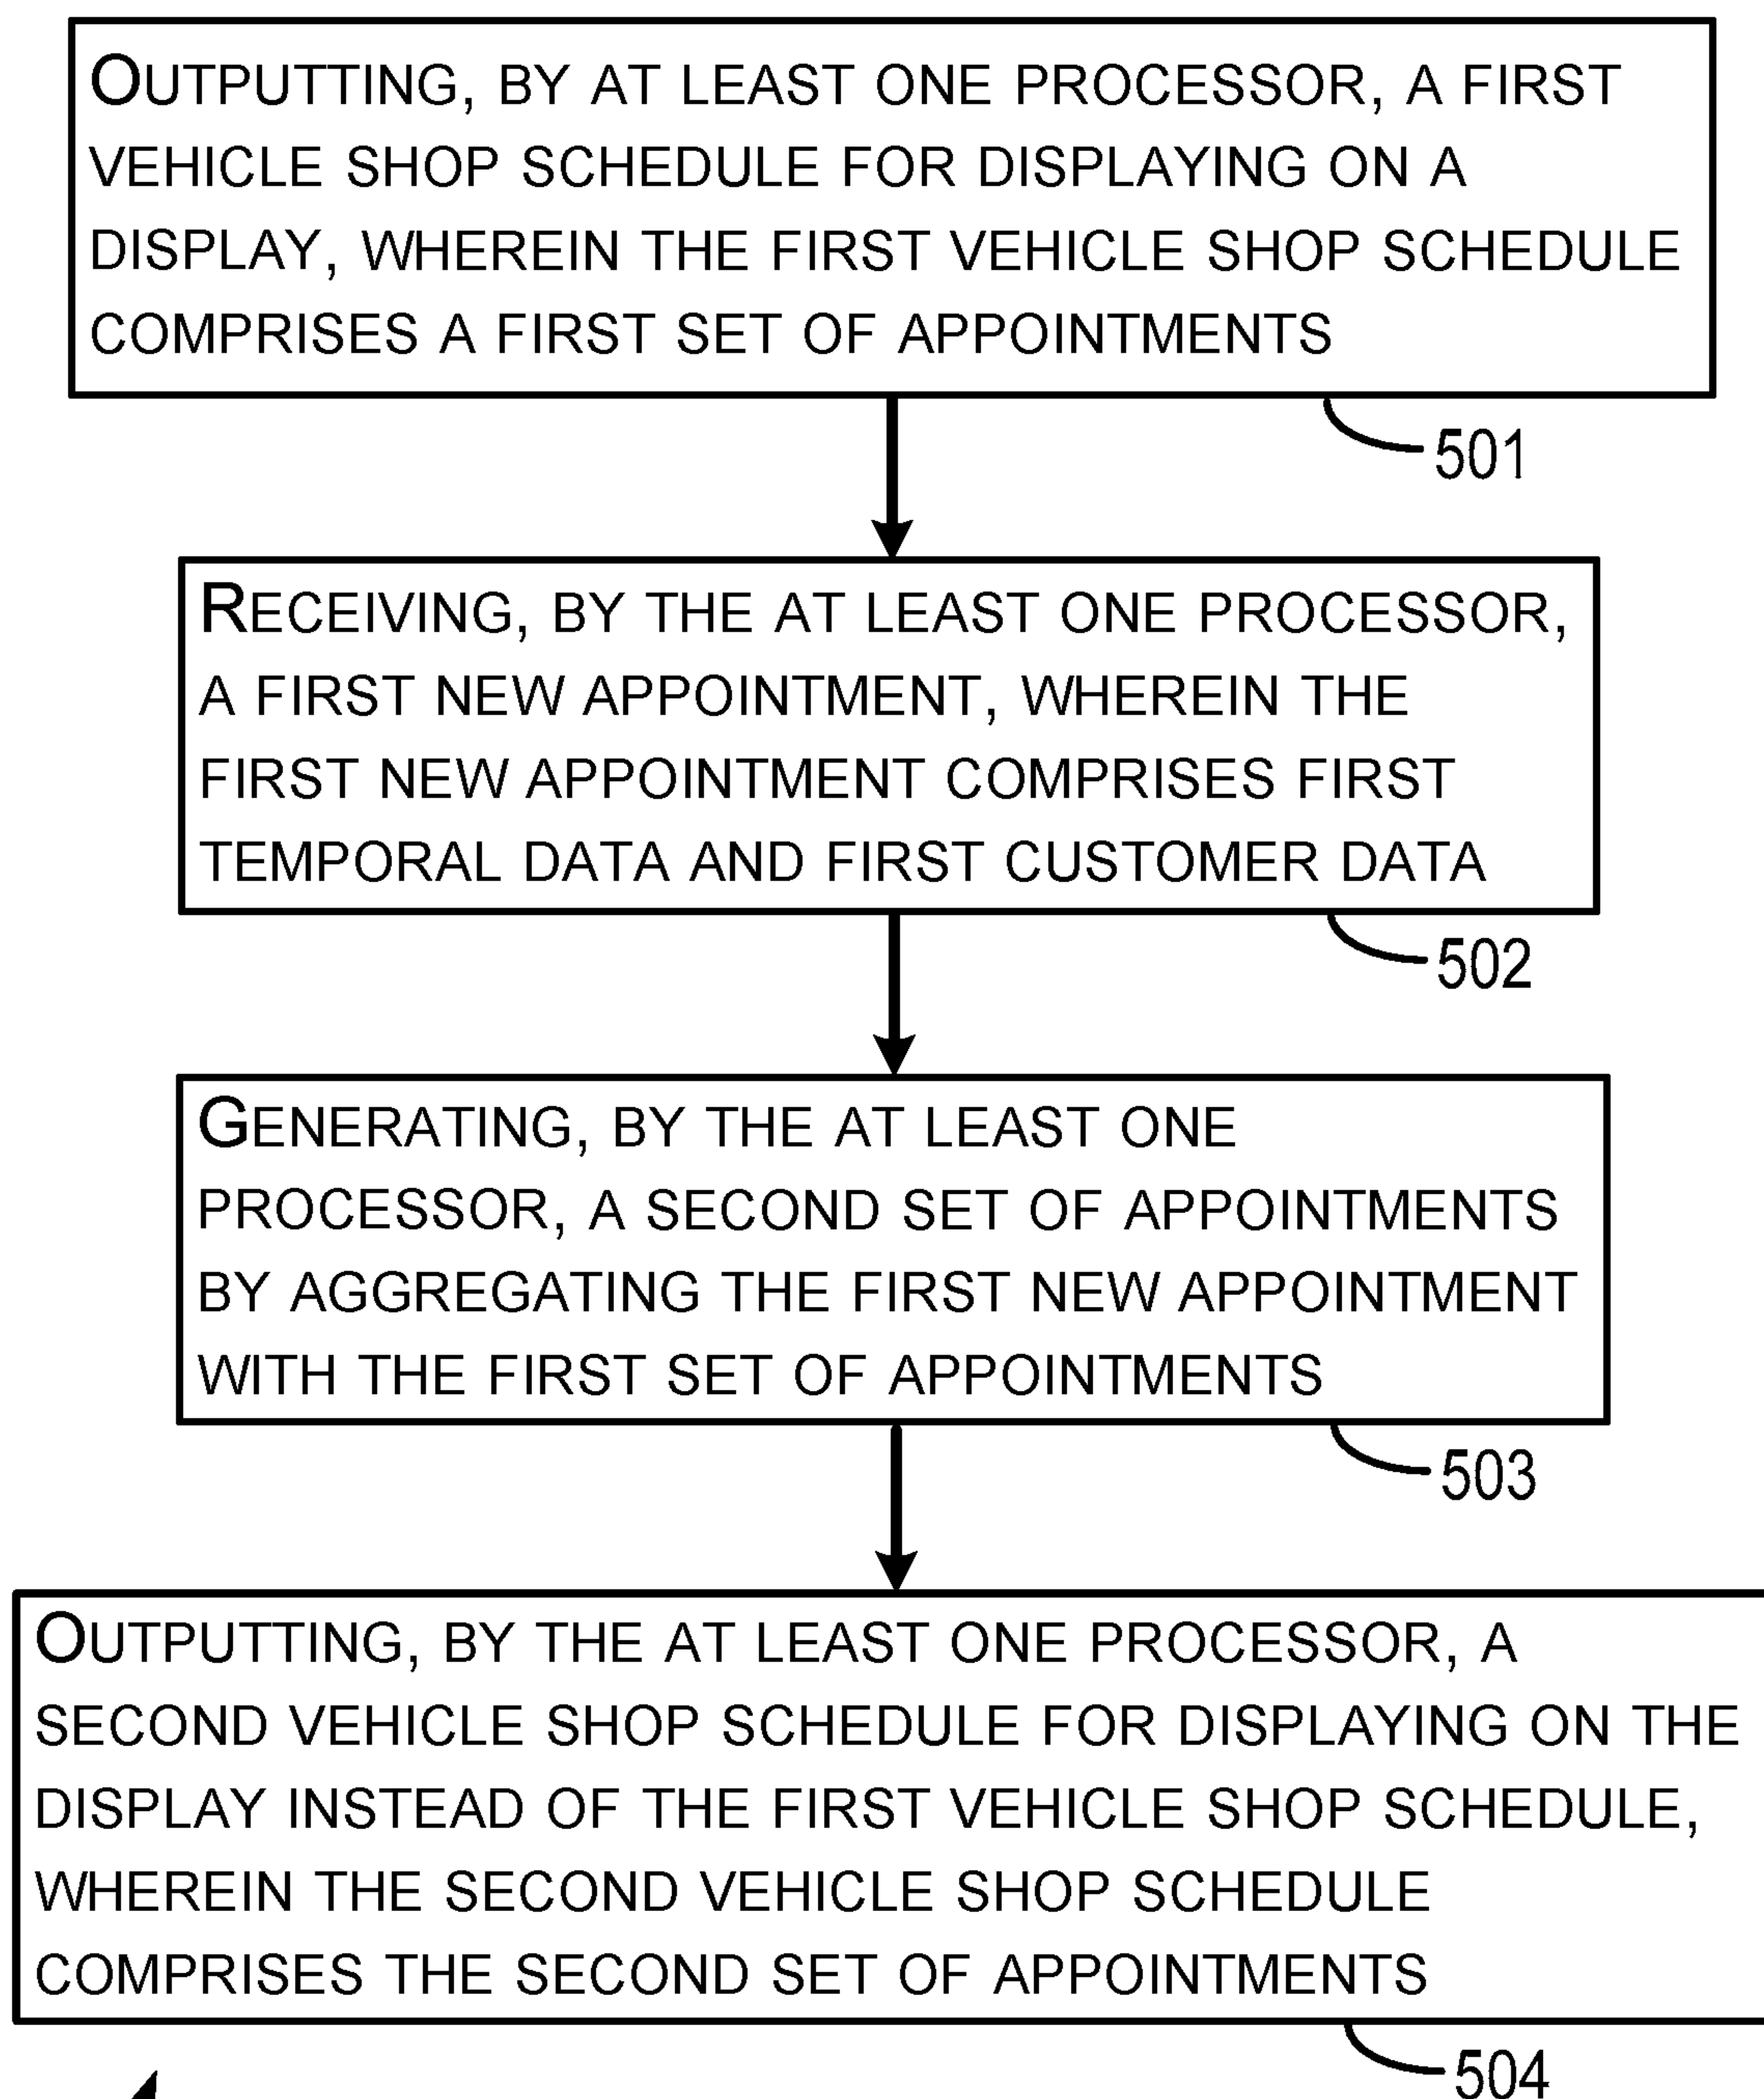 OUTPUTTING, BY AT LEAST ONE PROCESSOR, A FIRST
VEHICLE SHOP SCHEDULE FOR DISPLAYING ON A
DISPLAY, WHEREIN THE FIRST VEHICLE SHOP SCHEDULE
COMPRISES A FIRST SET OF APPOINTMENTS
501
RECEIVING, BY THE AT LEAST ONE PROCESSOR,
A FIRST NEW APPOINTMENT, WHEREIN THE
FIRST NEW APPOINTMENT COMPRISES FIRST
TEMPORAL DATA AND FIRST CUSTOMER DATA
502
GENERATING, BY THE AT LEAST ONE
PROCESSOR, A SECOND SET OF APPOINTMENTS
BY AGGREGATING THE FIRST NEW APPOINTMENT
WITH THE FIRST SET OF APPOINTMENTS
503
OUTPUTTING, BY THE AT LEAST ONE PROCESSOR, A
SECOND VEHICLE SHOP SCHEDULE FOR DISPLAYING ON THE
DISPLAY INSTEAD OF THE FIRST VEHICLE SHOP SCHEDULE,
WHEREIN THE SECOND VEHICLE SHOP SCHEDULE
COMPRISES THE SECOND SET OF APPOINTMENTS
504